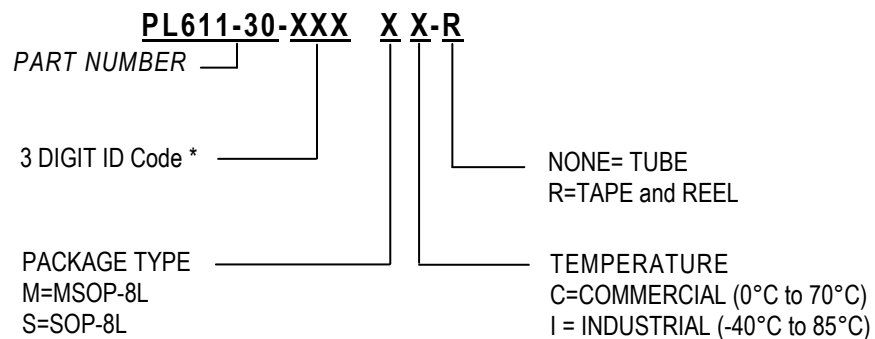 PL611-30-XXX X X-R
PART NUMBER
3 DIGIT ID Code *
NONE= TUBE
R=TAPE and REEL
PACKAGE TYPE
M=MSOP-8L
S=SOP-8L
TEMPERATURE
C=COMMERCIAL (0°C to 70°C)
I = INDUSTRIAL (-40°C to 85°C)